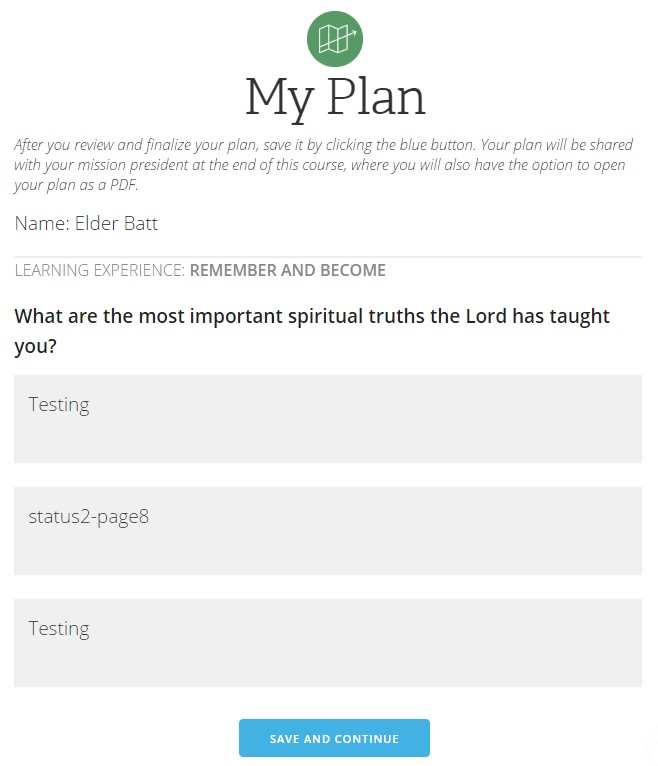 My Plan
After you review and finalize your plan, save it by clicking the blue button. Your plan will be shared
with your mission president at the end of this course, where you will also have the option to open
your plan as a PDF.
Name: Elder Batt
LEARNING EXPERIENCE: REMEMBER AND BECOME
What are the most important spiritual truths the Lord has taught
you?
Testing
status2-page8
Testing
SAVE AND CONTINUE